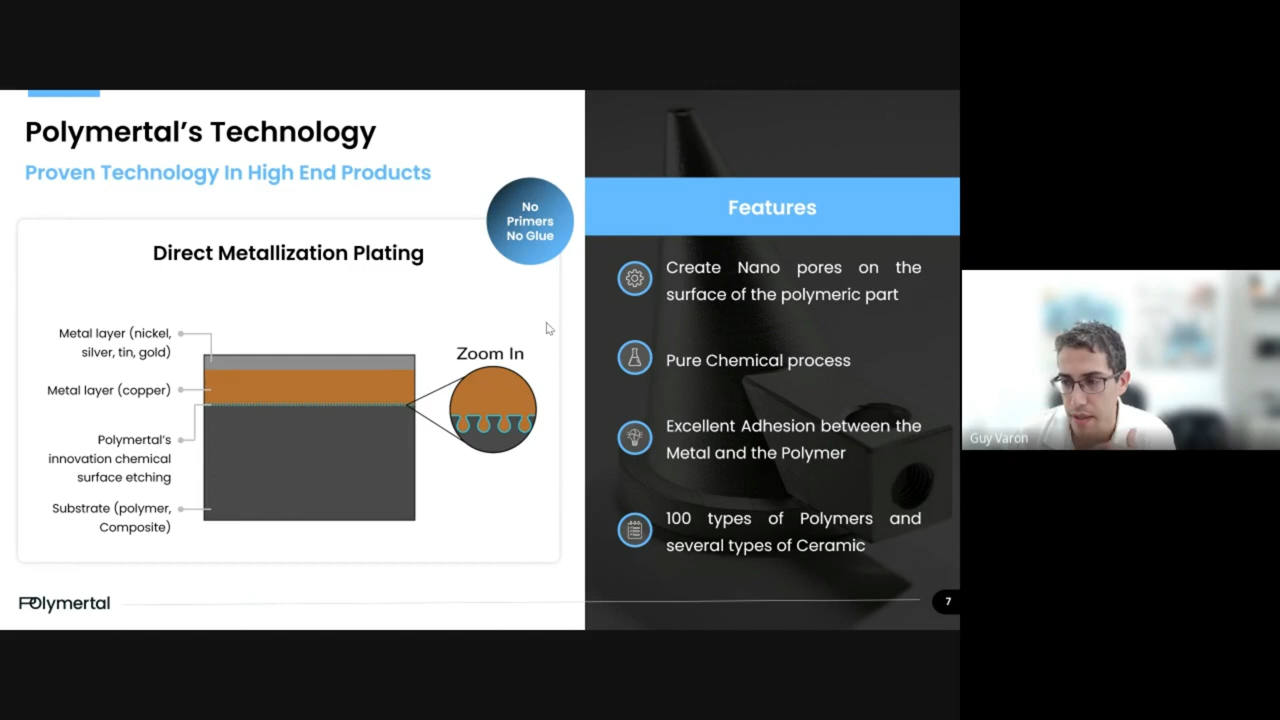 Polymertal’s Technology
Proven Technology In High End Products
No
Primers
No Glue
Direct Metallization Plating
Metal layer (nickel,
silver, tin, gold)
Metal layer (copper)
Polymertal’s
innovation chemical
surface etching
Substrate (polymer,
Composite)
Zoom In
Polymertal
Features
Create Nano pores on the
surface of the polymeric part
Pure Chemical process
Excellent Adhesion between the
Metal and the Polymer
100 types of Polymers and
several types of Ceramic
7
Guy Varon